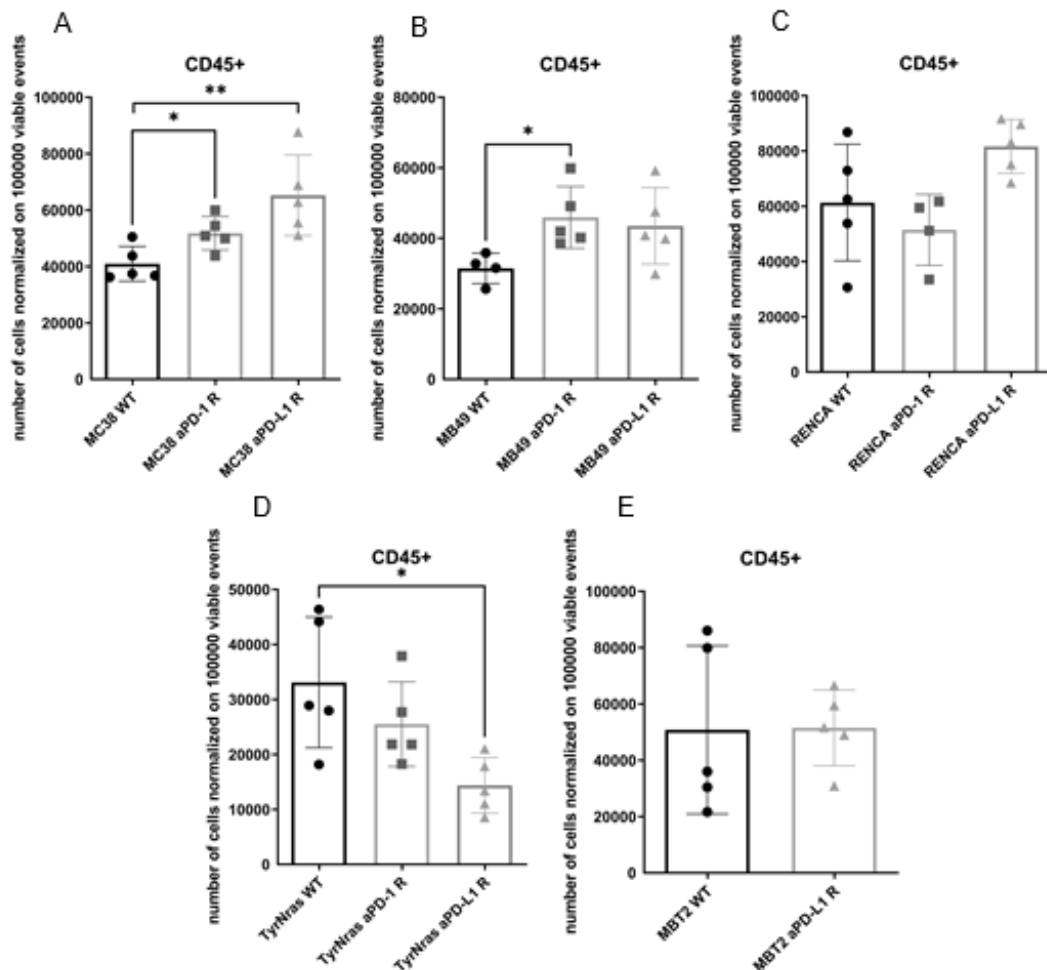 A
CD45+
**
*
number of cells normalized on 100000 viable events
100000
80000
60000
40000
20000
0
MC38 WT
MC38 aPD-1 R
MC38 aPD-L1 R
B
CD45+
*
number of cells normalized on 100000 viable events
80000
60000
40000
20000
0
MB49 WT
MB49 aPD-1 R
MB49 aPD-L1 R
C
CD45+
number of cells normalized on 100000 viable events
100000
80000
60000
40000
20000
0
RENCA WT
RENCA aPD-1 R
RENCA aPD-L1 R
D
CD45+
*
number of cells normalized on 100000 viable events
50000
40000
30000
20000
10000
0
TyrNras WT
TyrNras aPD-1 R
TyrNras aPD-L1 R
E
CD45+
number of cells normalized on 100000 viable events
100000
80000
60000
40000
20000
0
MBT2 WT
MBT2 aPD-L1 R